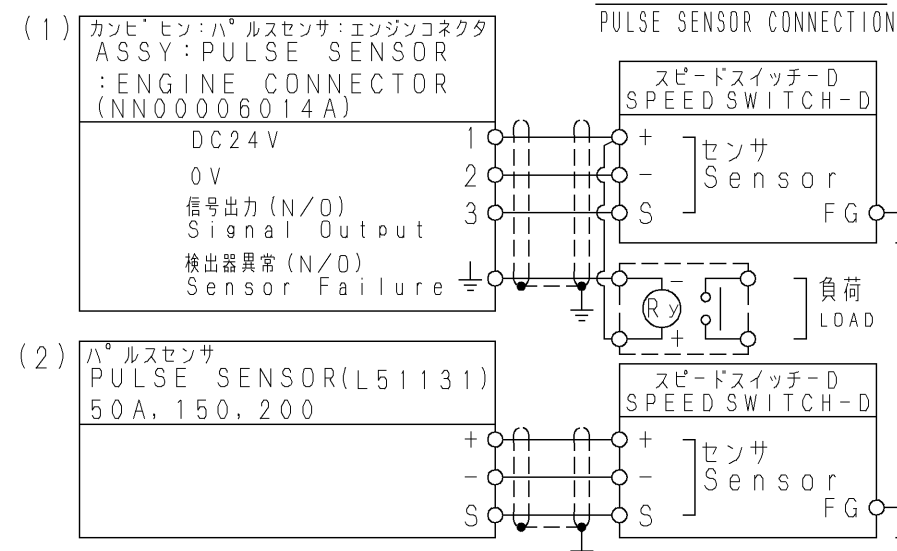 PULSE SENSOR CONNECTION
(1)
カンピヒン:パルスセンサ:エンジンコネクタ
ASSY:PULSE SENSOR
:ENGINE CONNECTOR
(NN00006014A)
DC24V 1
0V 2
信号出力(N/O) 3
Signal Output
検出器異常(N/O)
Sensor Failure
スピードスイッチ-D
SPEED SWITCH-D
+
- センサ
Sensor
S
FG
Ry
-
+
負荷
LOAD
(2)
パルスセンサ
PULSE SENSOR(L51131)
50A,150,200
+
-
S
スピードスイッチ-D
SPEED SWITCH-D
+
- センサ
Sensor
S
FG